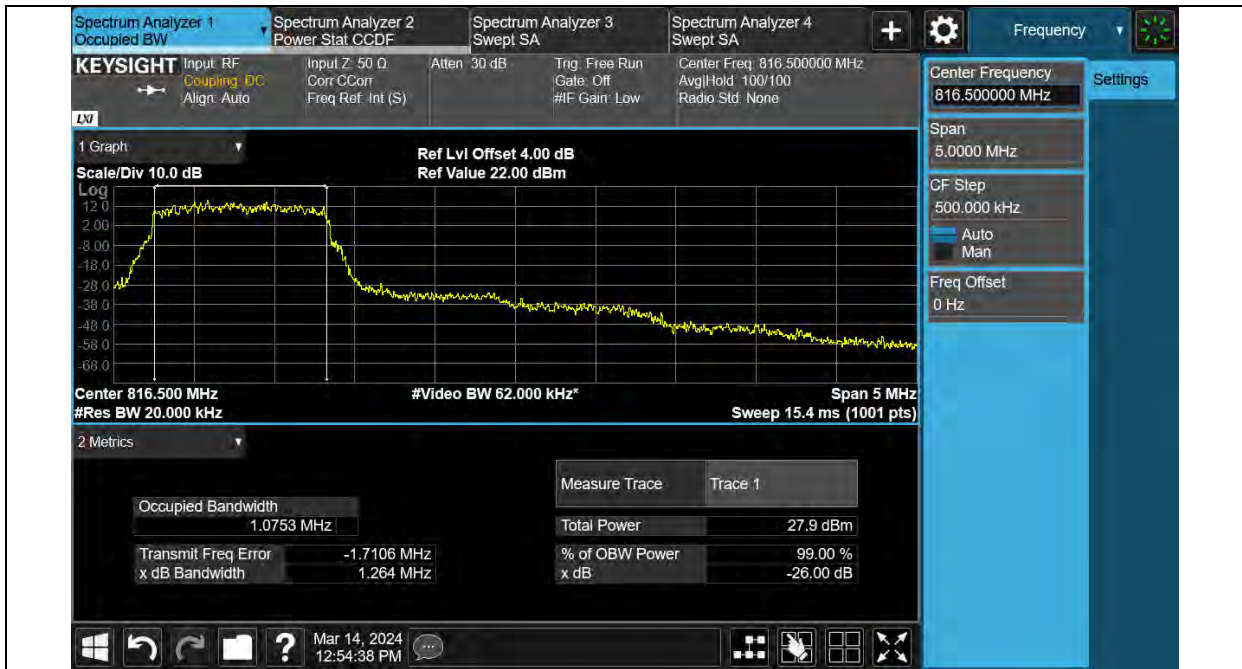 Spectrum Analyzer 1
Occupied BW
Spectrum Analyzer 2
Power Stat CCDF
Spectrum Analyzer 3
Swept SA
Spectrum Analyzer 4
Swept SA
Frequency
KEYSIGHT
LXI
Input: RF
Coupling: DC
Align: Auto
Input Z: 50 Ω
Corr CCorr
Freq Ref: Int (S)
Atten: 30 dB
Trig: Free Run
Gate: Off
#IF Gain: Low
Center Freq: 816.500000 MHz
Avg|Hold: 100/100
Radio Std: None
Center Frequency
816.500000 MHz
Settings
Span
5.0000 MHz
CF Step
500.000 kHz
Auto
Man
Freq Offset
0 Hz
1 Graph
Scale/Div 10.0 dB
Ref Lvl Offset 4.00 dB
Ref Value 22.00 dBm
Log
12.0
2.00
-8.00
-18.0
-28.0
-38.0
-48.0
-58.0
-68.0
Center 816.500 MHz
#Video BW 62.000 kHz*
Span 5 MHz
#Res BW 20.000 kHz
Sweep 15.4 ms (1001 pts)
2 Metrics
Measure Trace Trace 1
Occupied Bandwidth
1.0753 MHz
Total Power 27.9 dBm
Transmit Freq Error -1.7106 MHz
% of OBW Power 99.00 %
x dB Bandwidth 1.264 MHz
x dB -26.00 dB
Mar 14, 2024
12:54:38 PM